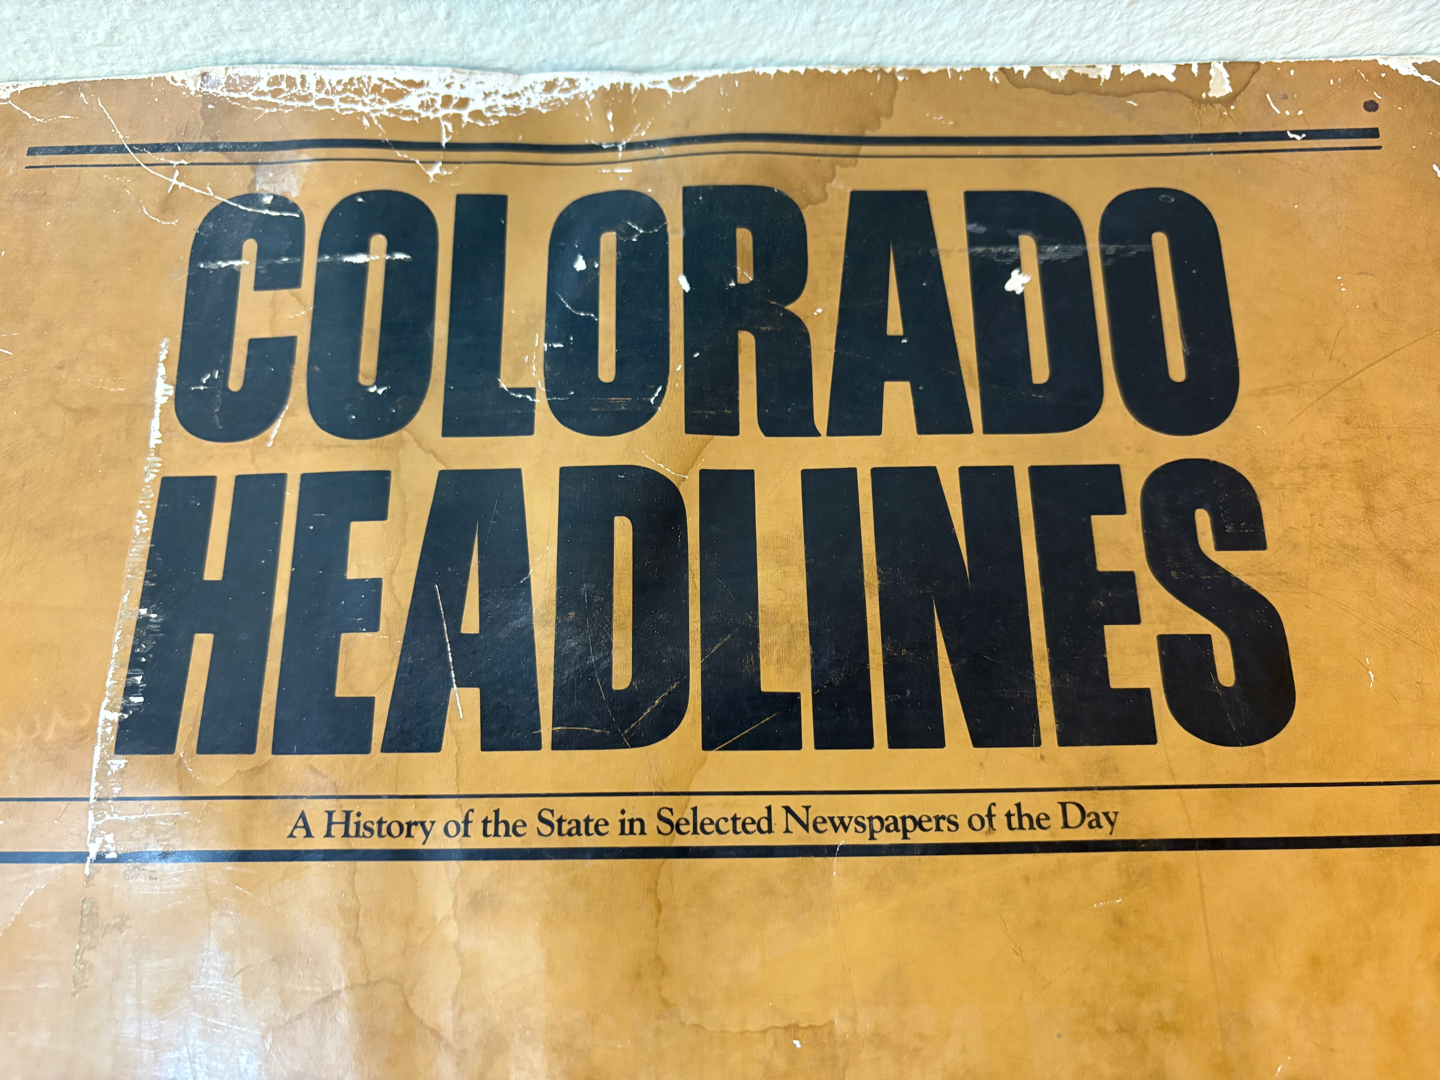 COLORADO
HEADLINES
A History of the State in Selected Newspapers of the Day